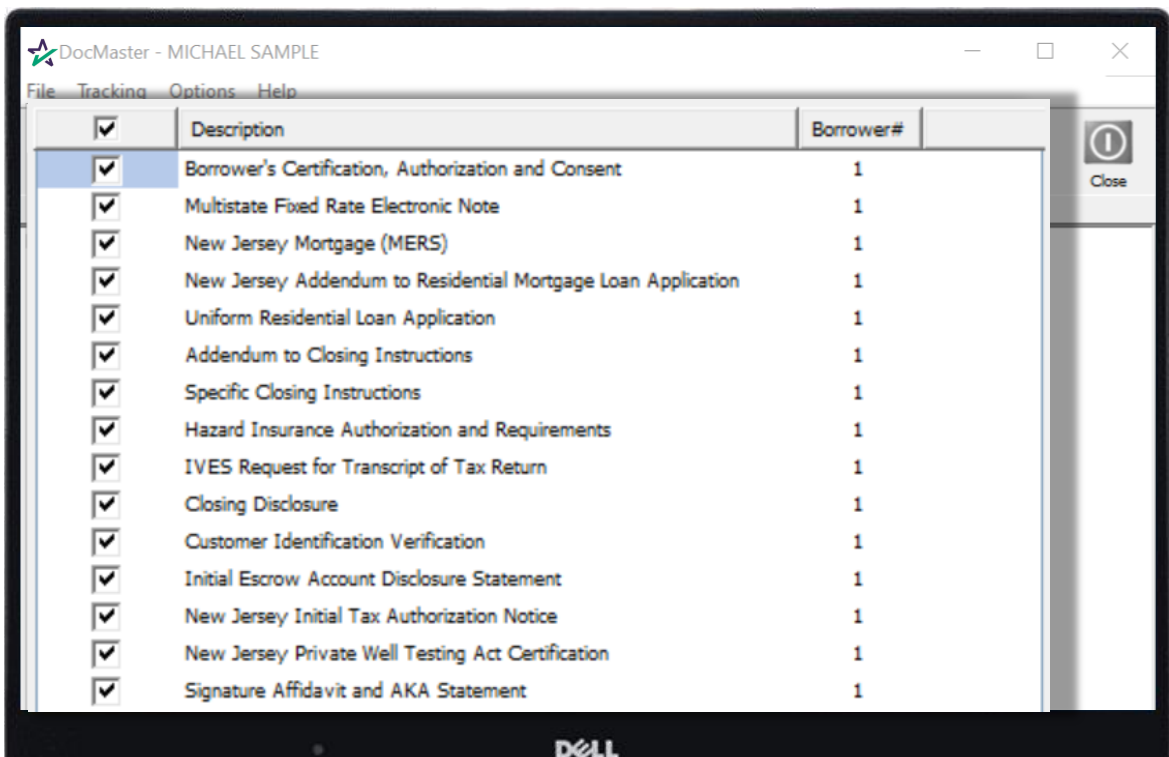 DocMaster - MICHAEL SAMPLE
File Tracking Options Help
Description Borrower#
Close
Borrower's Certification, Authorization and Consent 1
Multistate Fixed Rate Electronic Note 1
New Jersey Mortgage (MERS) 1
New Jersey Addendum to Residential Mortgage Loan Application 1
Uniform Residential Loan Application 1
Addendum to Closing Instructions 1
Specific Closing Instructions 1
Hazard Insurance Authorization and Requirements 1
IVES Request for Transcript of Tax Return 1
Closing Disclosure 1
Customer Identification Verification 1
Initial Escrow Account Disclosure Statement 1
New Jersey Initial Tax Authorization Notice 1
New Jersey Private Well Testing Act Certification 1
Signature Affidavit and AKA Statement 1
DELL